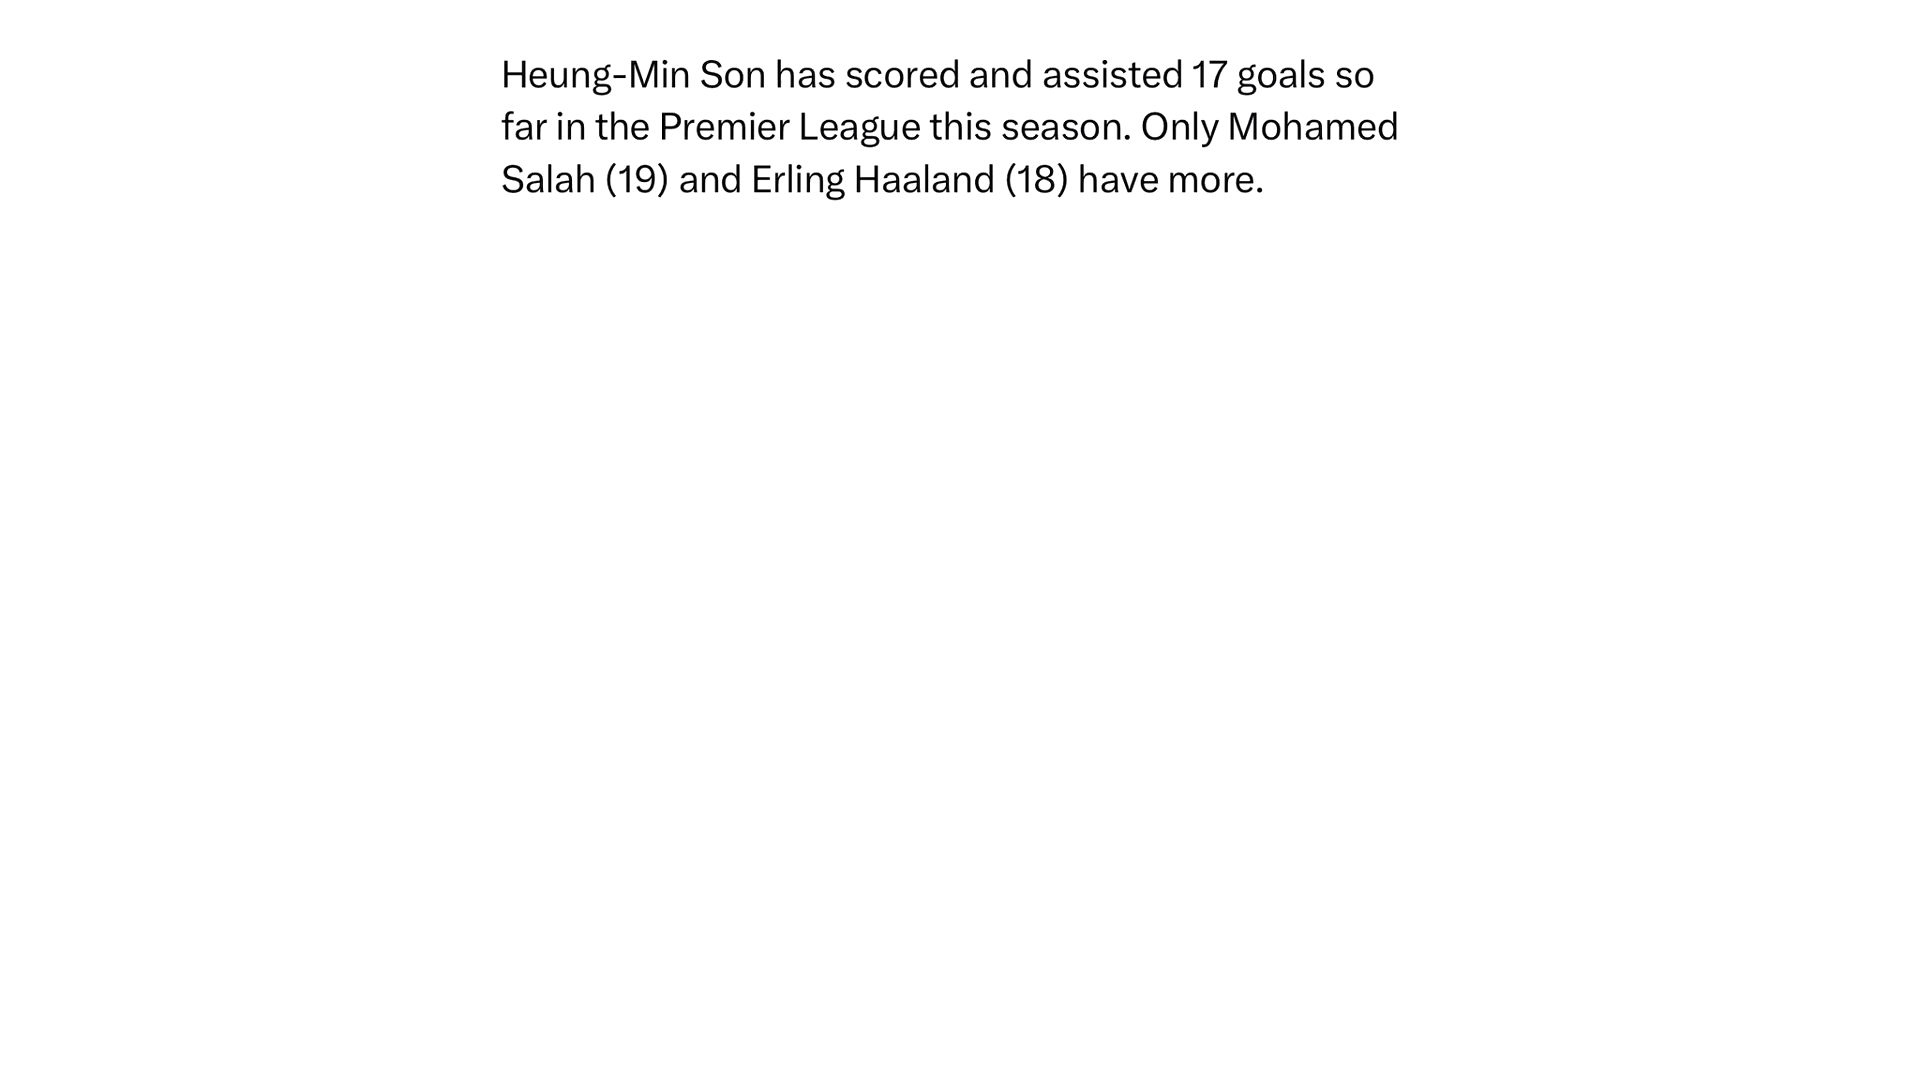 Heung-Min Son has scored and assisted 17 goals so
far in the Premier League this season. Only Mohamed
Salah (19) and Erling Haaland (18) have more.